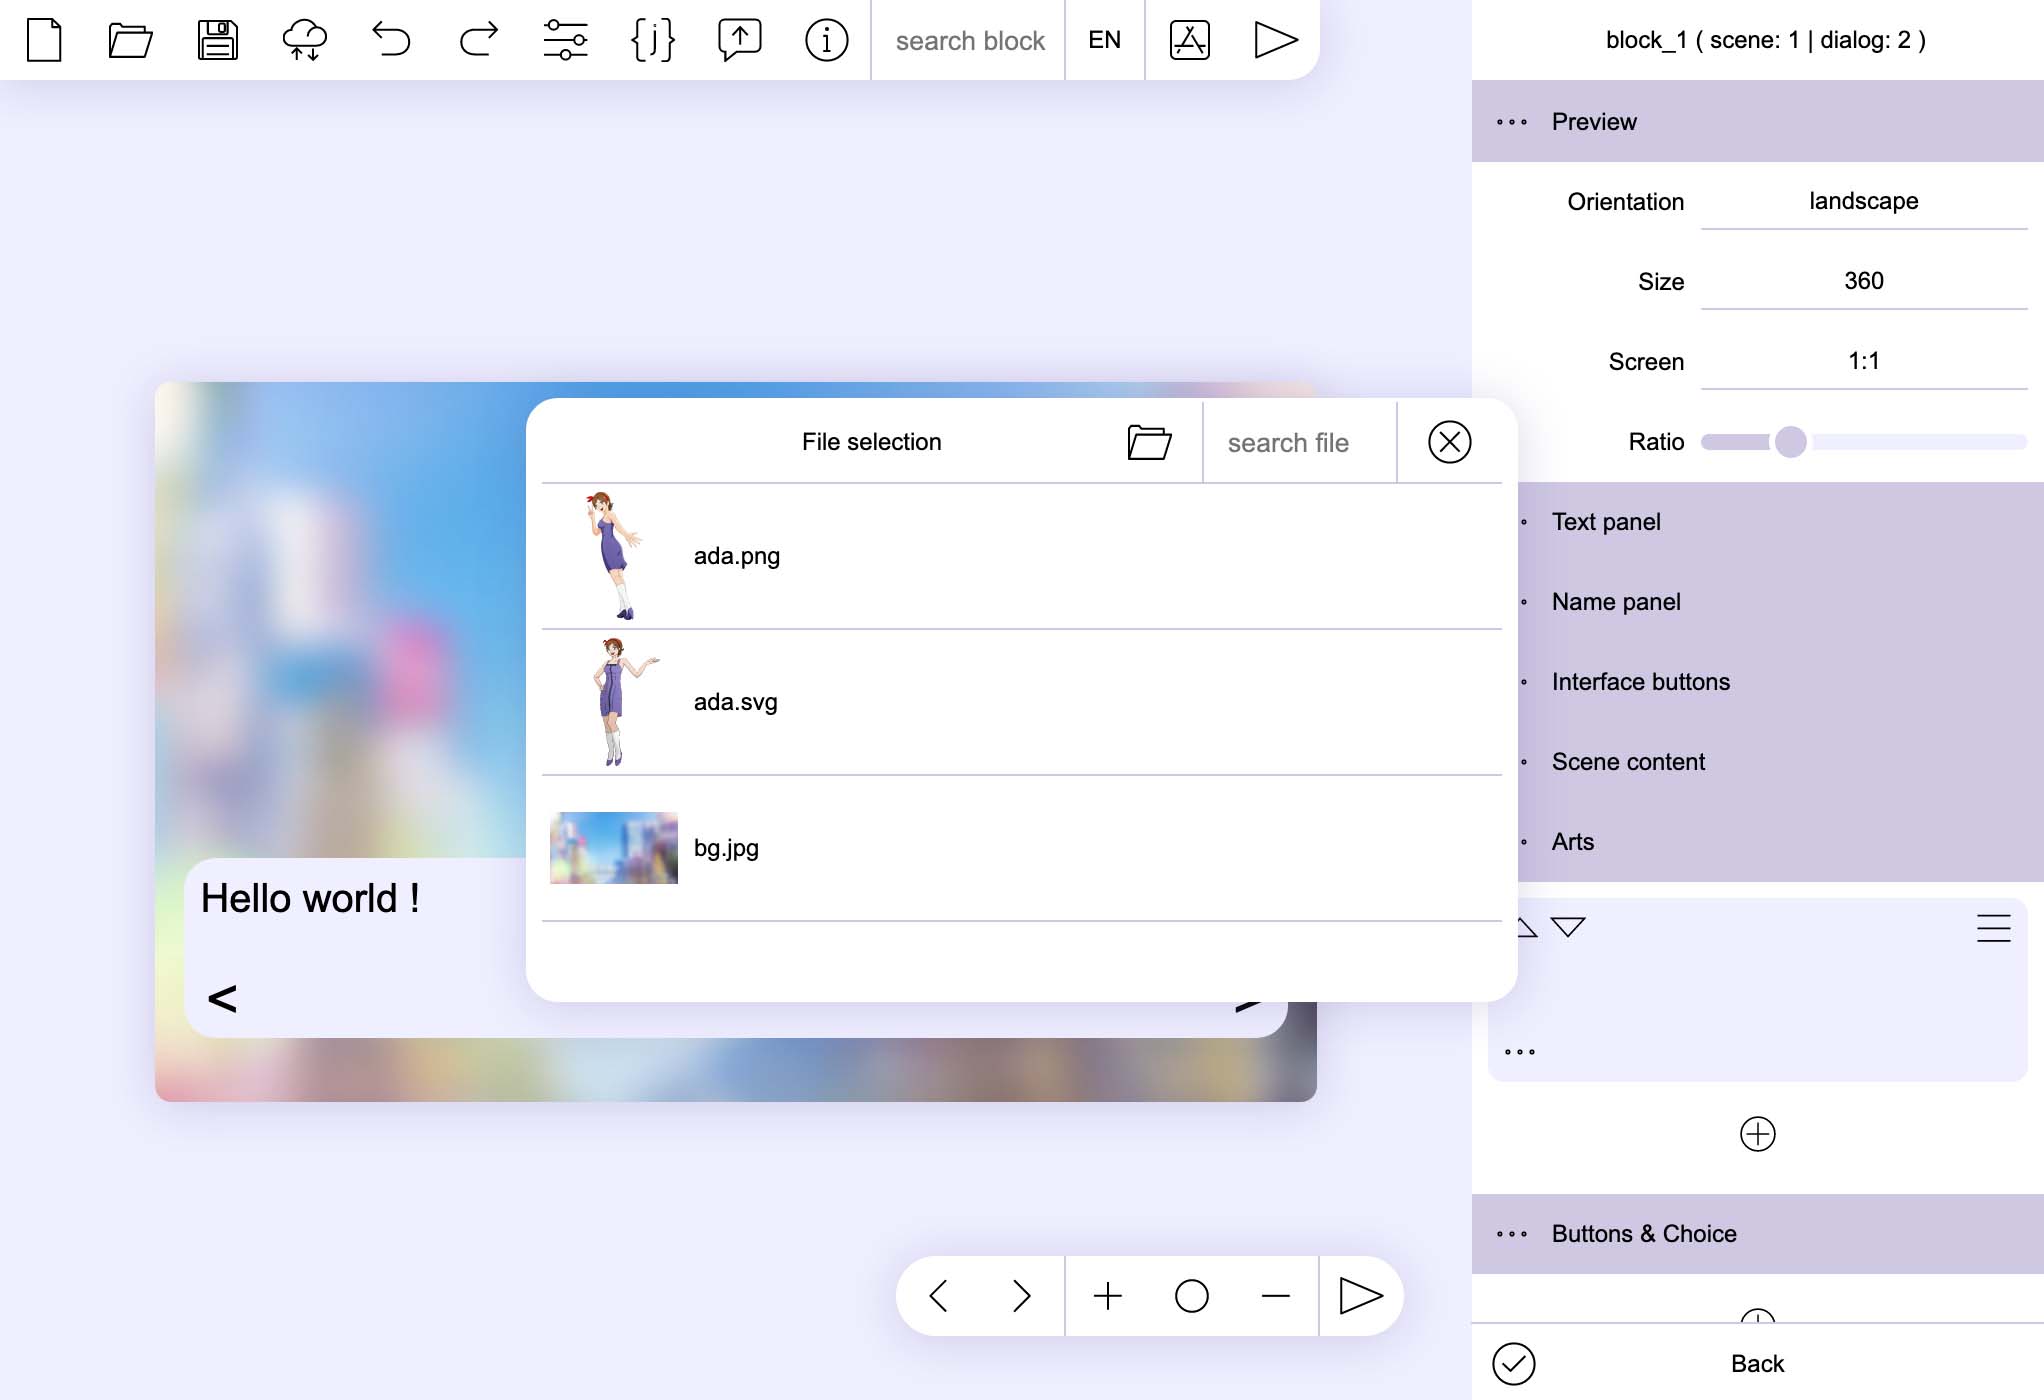 {j}
search block
EN
block_1 ( scene: 1 | dialog: 2 )
Preview
Orientation
landscape
Size
360
Screen
1:1
Ratio
File selection
search file
ada.png
ada.svg
bg.jpg
Text panel
Name panel
Interface buttons
Scene content
Arts
Hello world !
<
>
Buttons & Choice
Back